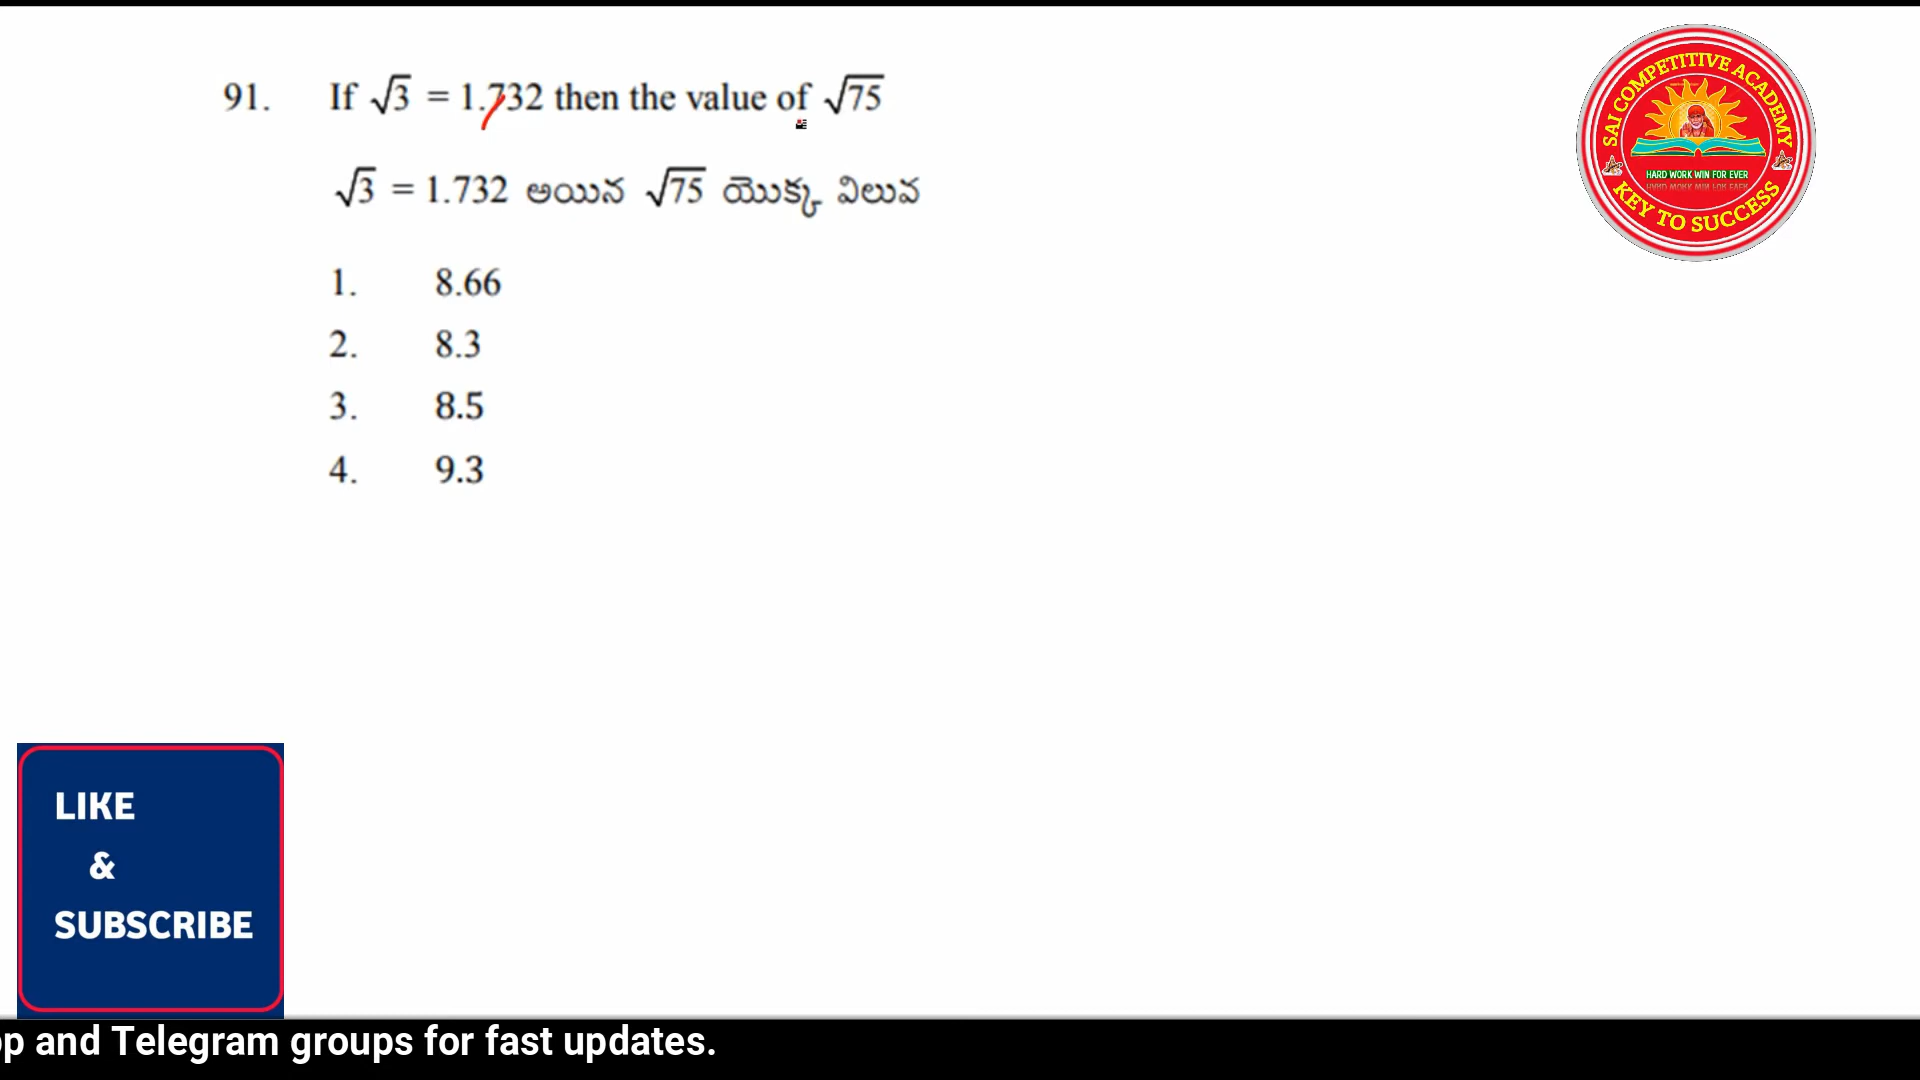 91. If √3 = 1.732 then the value of √75
√3 = 1.732 అయిన √75 యొక్క విలువ
1. 8.66
2. 8.3
3. 8.5
4. 9.3
SAI COMPETITIVE ACADEMY
HARD WORK WIN FOR EVER
KEY TO SUCCESS
LIKE
&
SUBSCRIBE
pp and Telegram groups for fast updates.